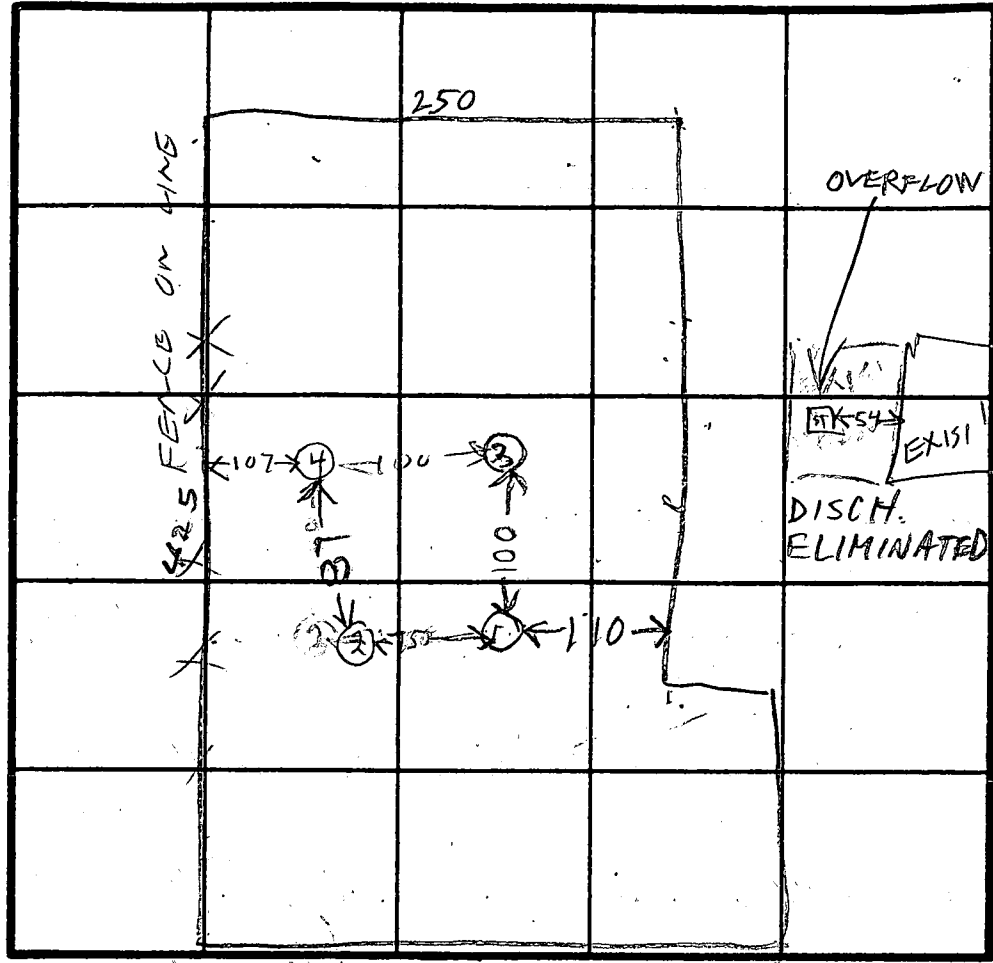 250
OVERFLOW
425 FENCE ON LINE
ST 54
EXIST
107 4 100 3
DISCH.
ELIMINATED
87
100
2 1 110